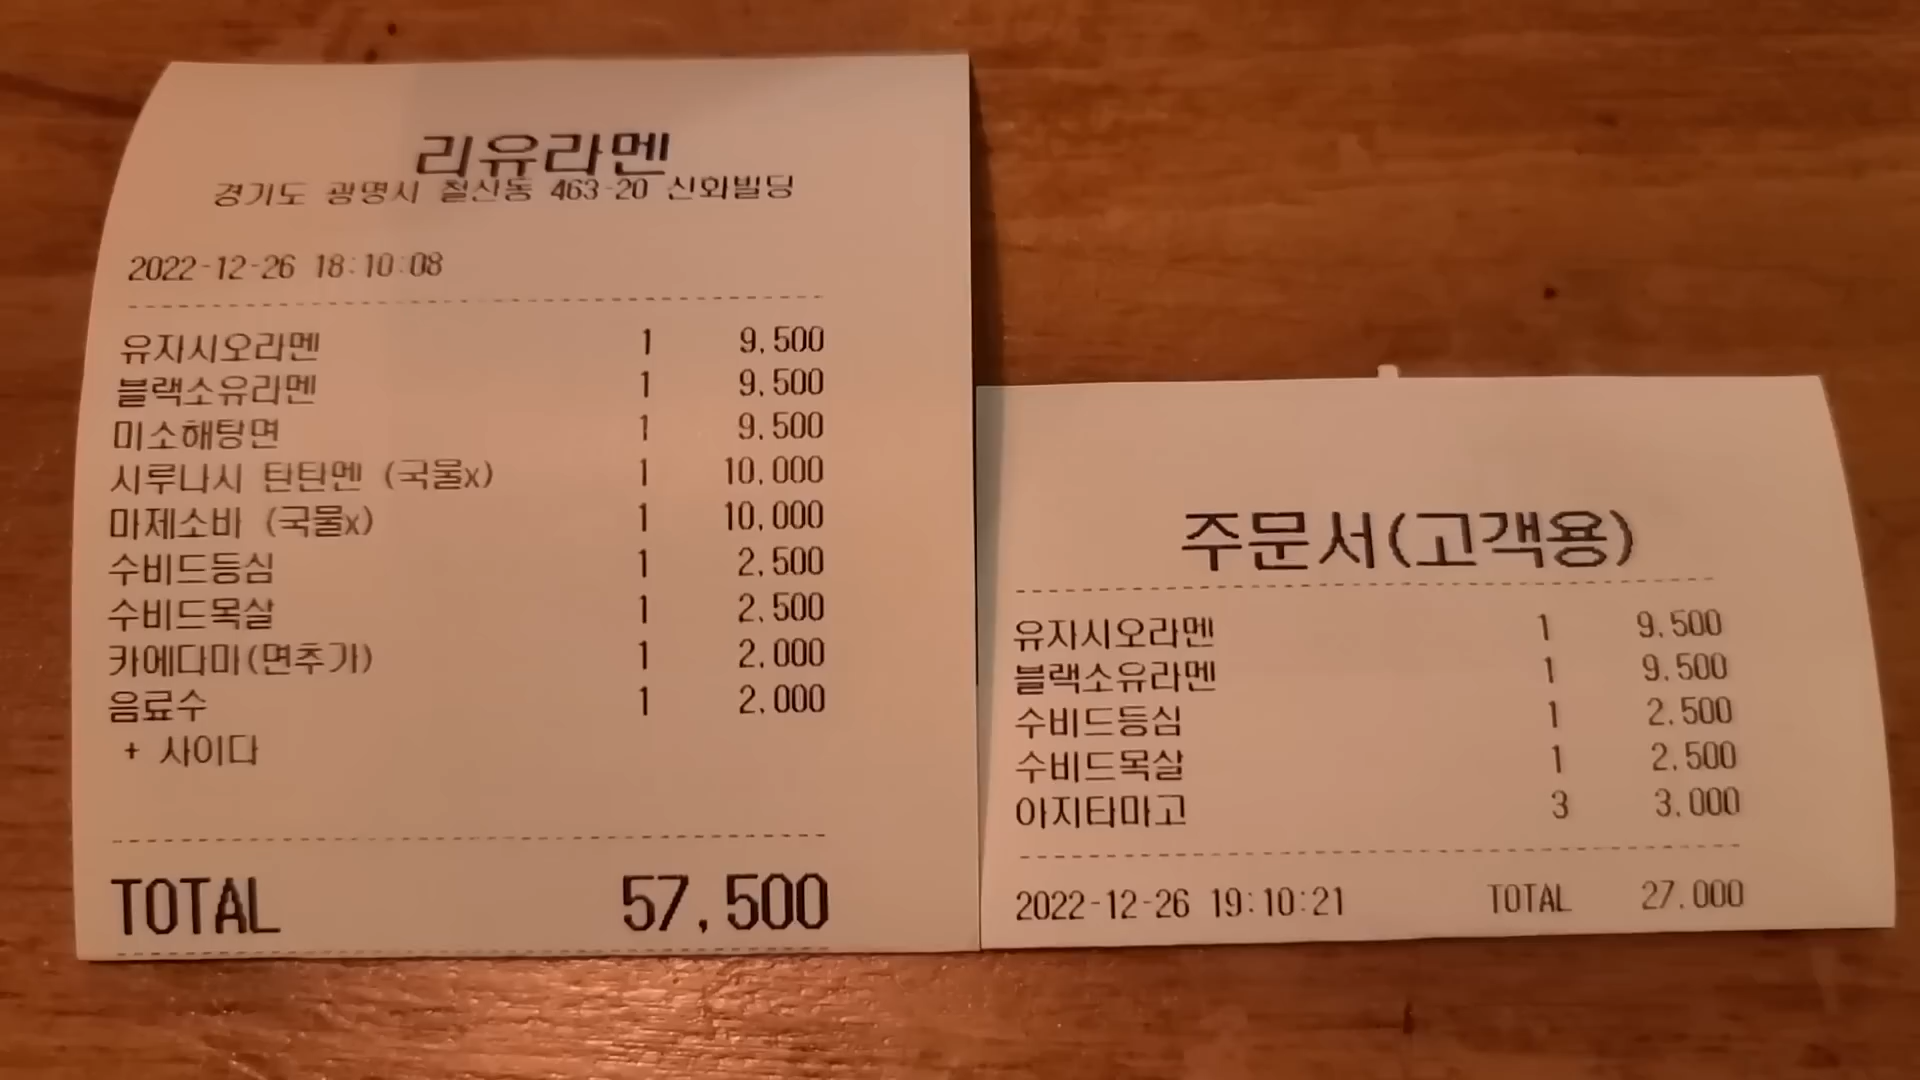 리유라멘
경기도 광명시 철산동 463-20 신화빌딩
2022-12-26 18:10:08
유자시오라멘 1 9,500
블랙소유라멘 1 9,500
미소해탕면 1 9,500
시루나시 탄탄멘 (국물x) 1 10,000
마제소바 (국물x) 1 10,000
수비드등심 1 2,500
수비드목살 1 2,500
카에다마(면추가) 1 2,000
음료수 1 2,000
+ 사이다
TOTAL 57,500
주문서(고객용)
유자시오라멘 1 9,500
블랙소유라멘 1 9,500
수비드등심 1 2,500
수비드목살 1 2,500
아지타마고 3 3,000
2022-12-26 19:10:21 TOTAL 27,000